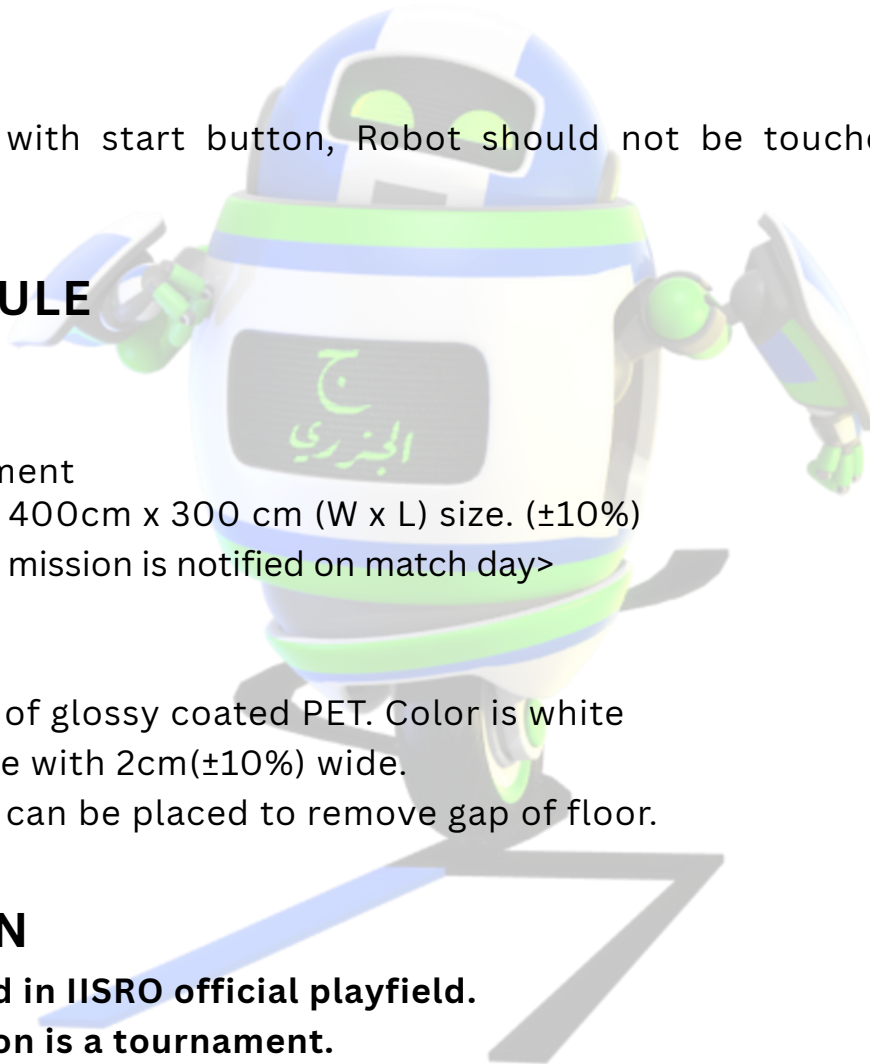 with start button, Robot should not be touche
ULE
ج
الجزري
ment
400cm x 300 cm (W x L) size. (±10%)
mission is notified on match day>
of glossy coated PET. Color is white
e with 2cm(±10%) wide.
can be placed to remove gap of floor.
N
d in IISRO official playfield.
on is a tournament.